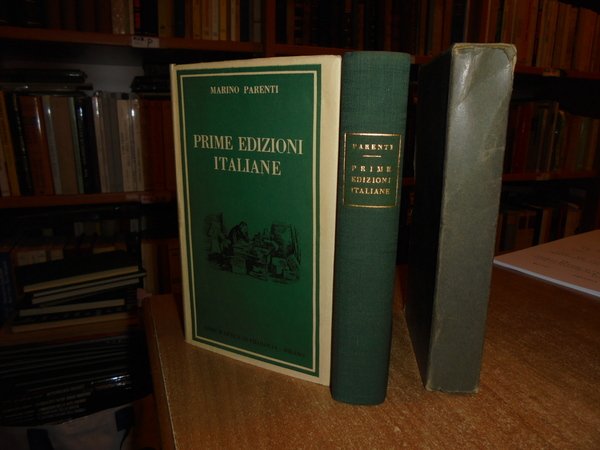 MARINO PARENTI
PRIME EDIZIONI
ITALIANE
PARENTI
PRIME
EDIZIONI
ITALIANE